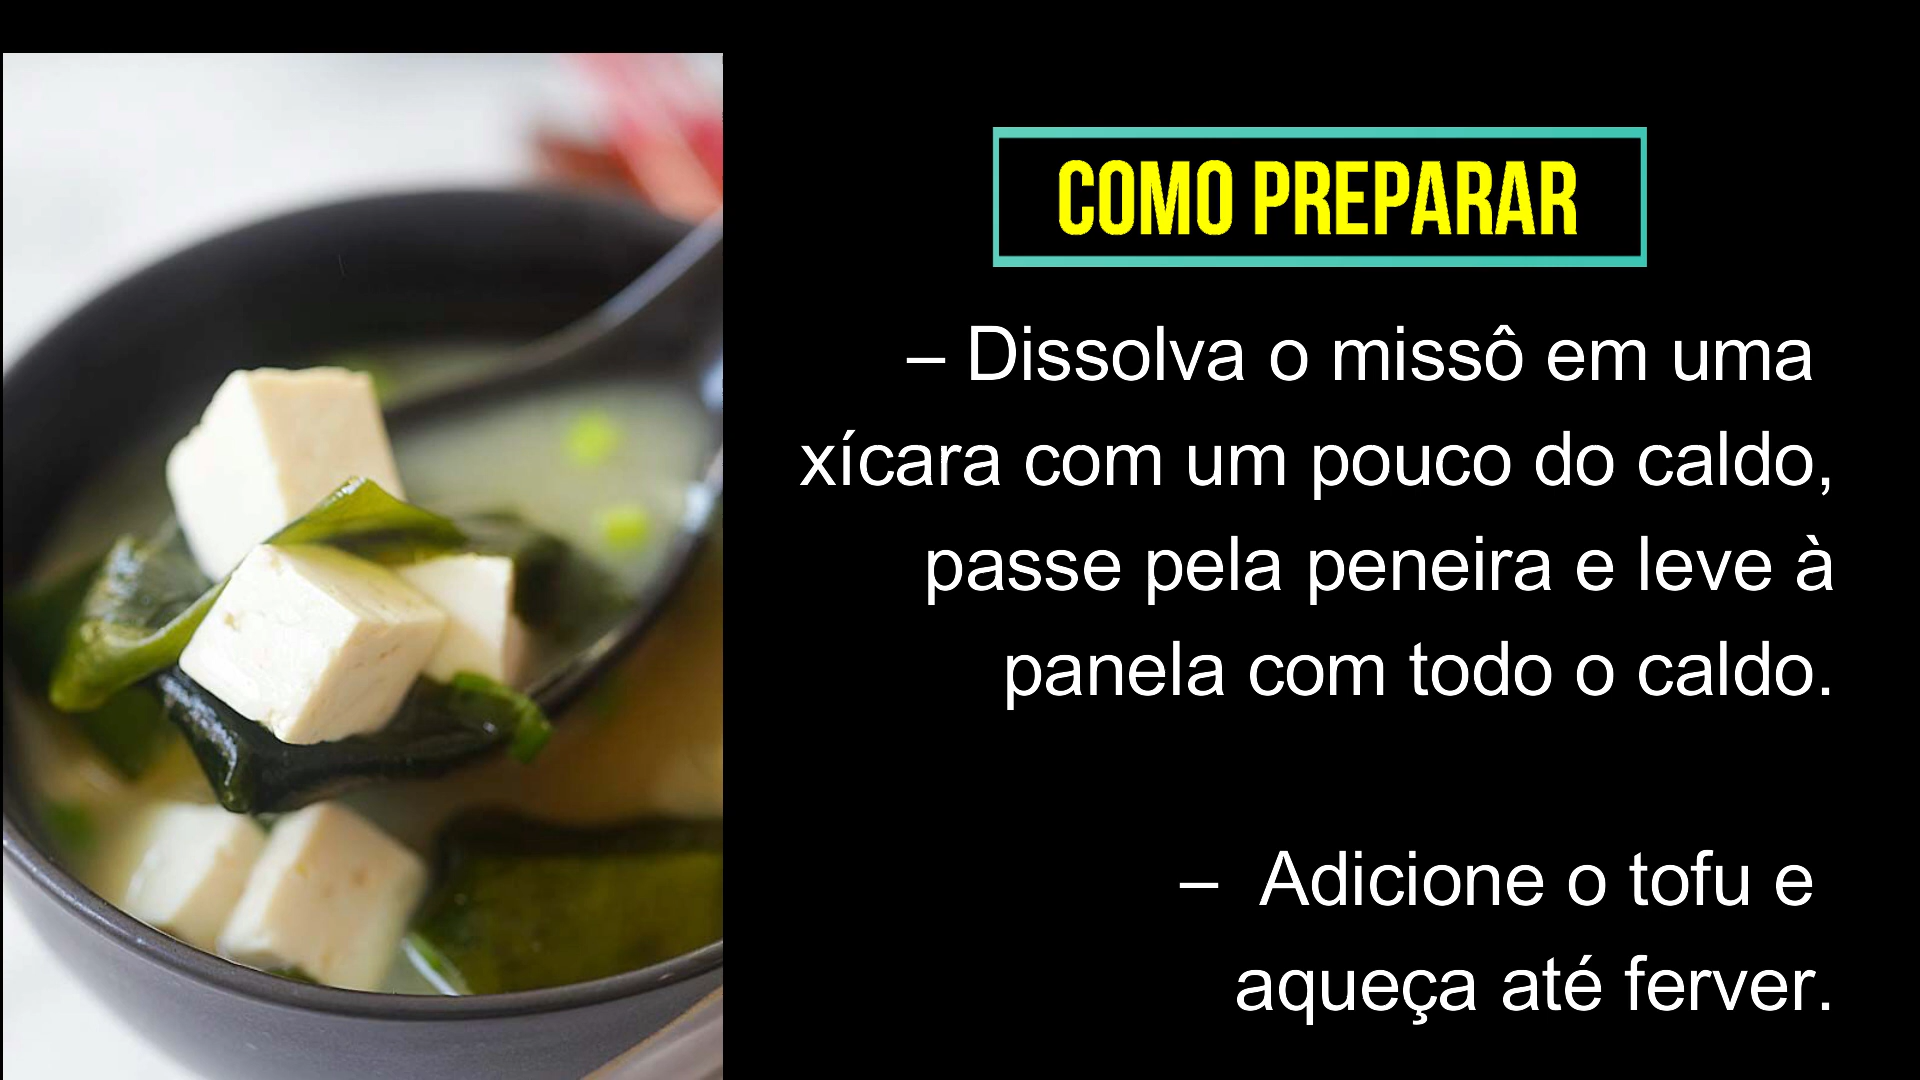 COMO PREPARAR
– Dissolva o missô em uma
xícara com um pouco do caldo,
passe pela peneira e leve à
panela com todo o caldo.
– Adicione o tofu e
aqueça até ferver.